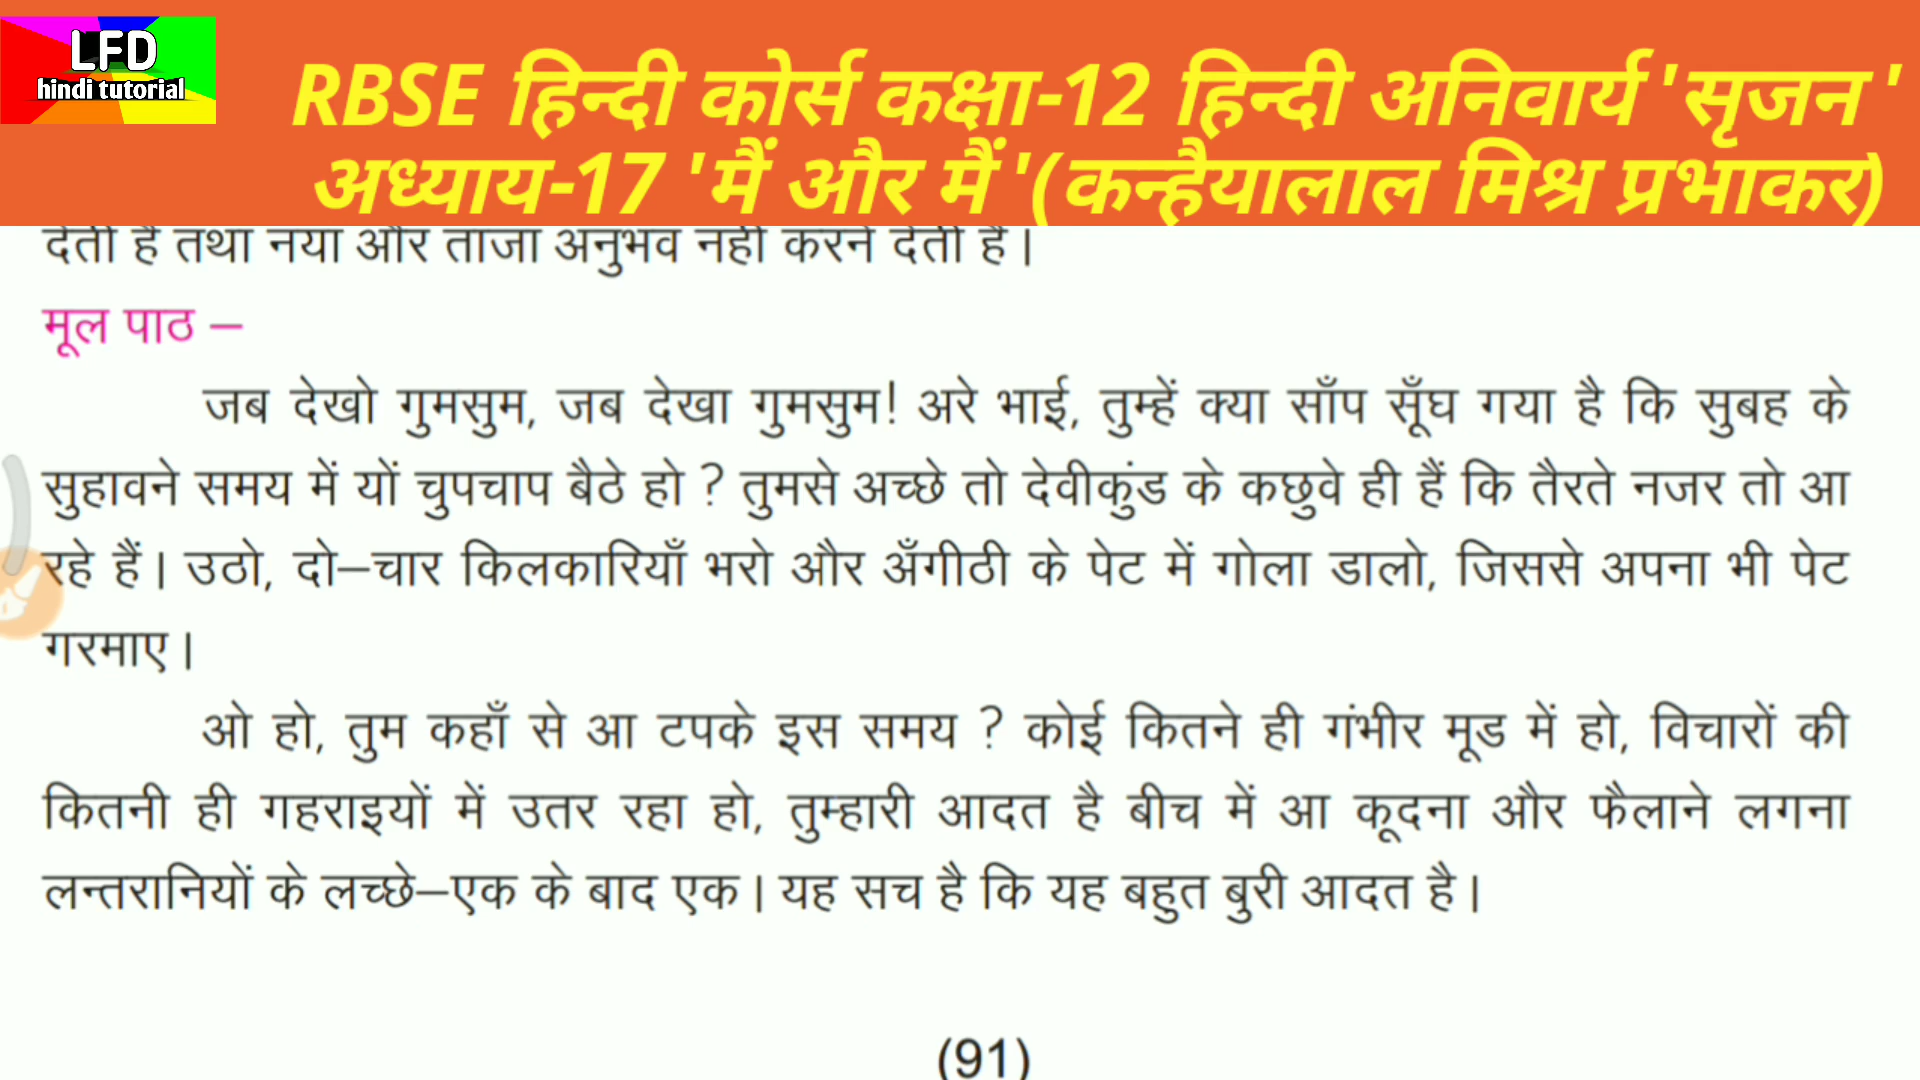 LFD
hindi tutorial
RBSE हिन्दी कोर्स कक्षा-12 हिन्दी अनिवार्य 'सृजन '
अध्याय-17 'मैं और मैं '(कन्हैयालाल मिश्र प्रभाकर)
देती है तथा नया और ताजा अनुभव नहीं करने देती है।
मूल पाठ –
जब देखो गुमसुम, जब देखा गुमसुम! अरे भाई, तुम्हें क्या साँप सूँघ गया है कि सुबह के
सुहावने समय में यों चुपचाप बैठे हो ? तुमसे अच्छे तो देवीकुंड के कछुवे ही हैं कि तैरते नजर तो आ
रहे हैं। उठो, दो–चार किलकारियाँ भरो और अँगीठी के पेट में गोला डालो, जिससे अपना भी पेट
गरमाए।
ओ हो, तुम कहाँ से आ टपके इस समय ? कोई कितने ही गंभीर मूड में हो, विचारों की
कितनी ही गहराइयों में उतर रहा हो, तुम्हारी आदत है बीच में आ कूदना और फैलाने लगना
लन्तरानियों के लच्छे–एक के बाद एक। यह सच है कि यह बहुत बुरी आदत है।
(91)